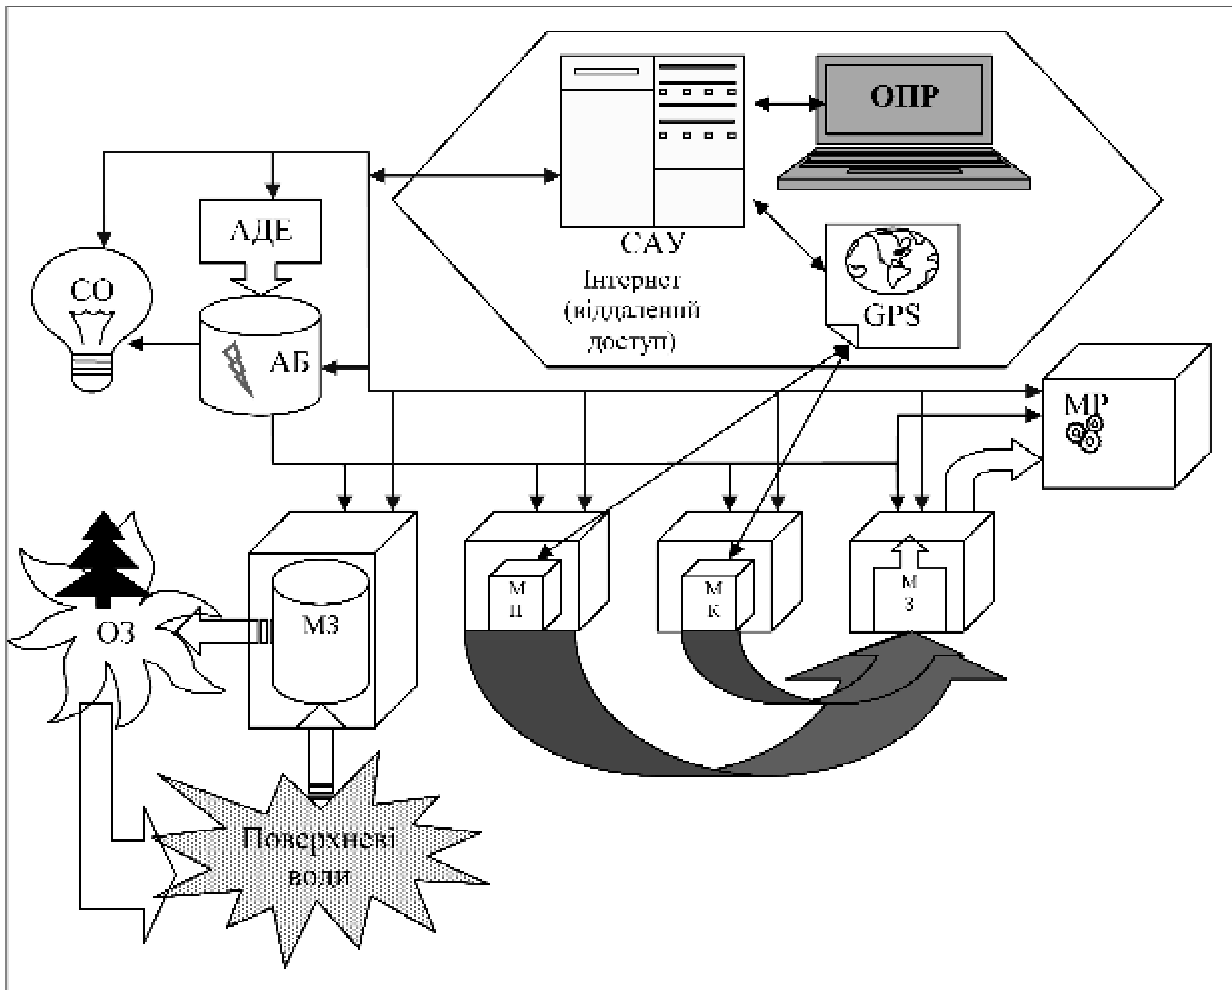 ОПР
АДЕ
САУ
СО
Інтернет
(віддалений
доступ)
GPS
АБ
МР
М
П
М
К
М
З
ОЗ
МЗ
Поверхневі
води